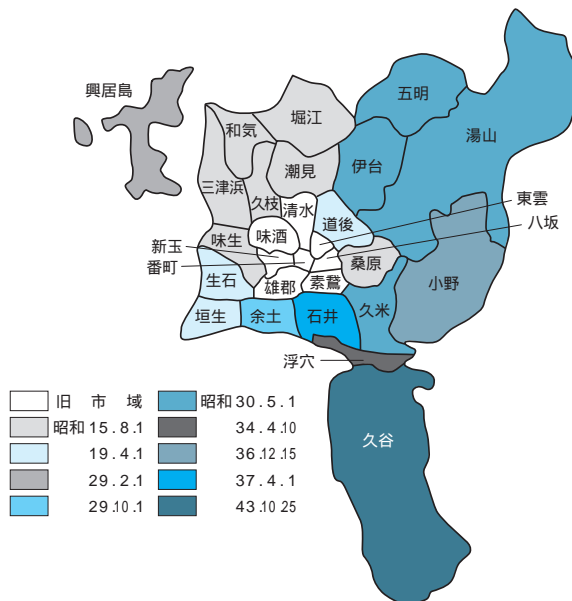 興居島
五明
堀江
和気
湯山
伊台
潮見
三津浜
久枝
清水
東雲
道後
味酒
八坂
味生
新玉
桑原
番町
小野
生石
素鵞
雄郡
久米
石井
余土
垣生
浮穴
久谷
旧市域
昭和15.8.1
19.4.1
29.2.1
29.10.1
昭和30.5.1
34.4.10
36.12.15
37.4.1
43.10.25